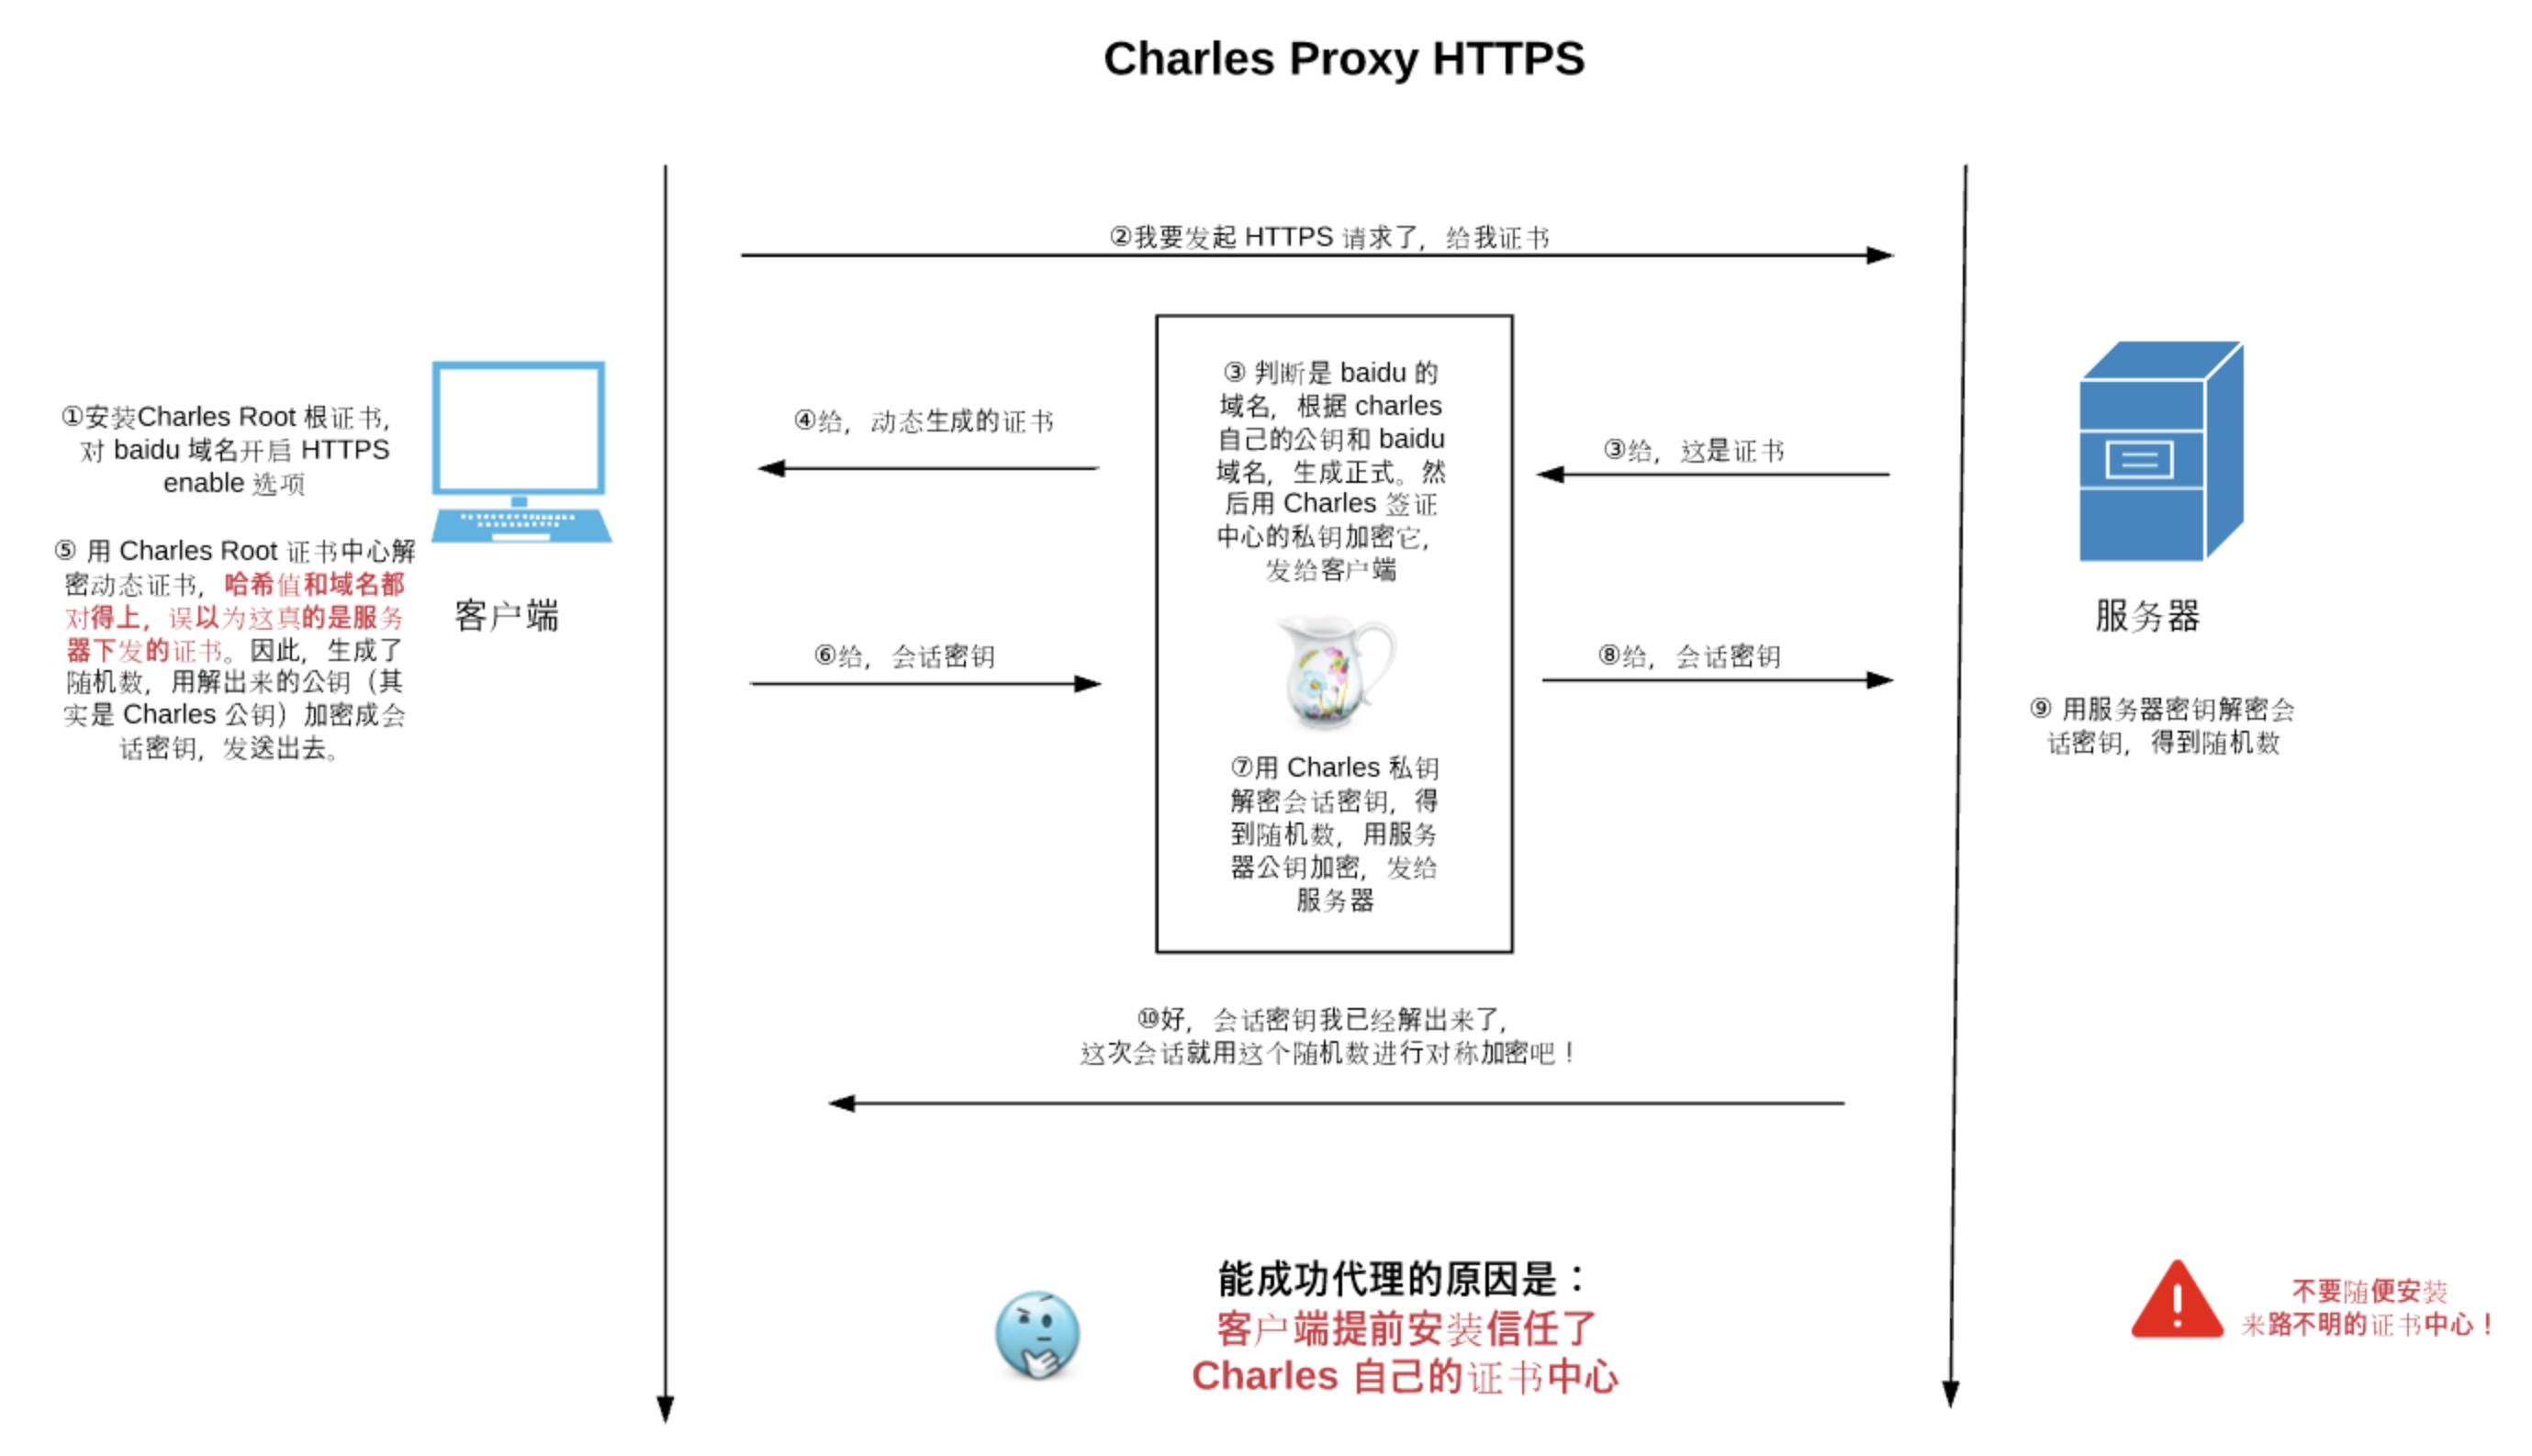 Charles Proxy HTTPS
②我要发起 HTTPS 请求了，给我证书
①安装Charles Root 根证书，
对 baidu 域名开启 HTTPS
enable 选项
⑤ 用 Charles Root 证书中心解
密动态证书，哈希值和域名都
对得上，误以为这真的是服务
器下发的证书。因此，生成了
随机数，用解出来的公钥（其
实是 Charles 公钥）加密成会
话密钥，发送出去。
客户端
④给，动态生成的证书
③ 判断是 baidu 的
域名，根据 charles
自己的公钥和 baidu
域名，生成正式。然
后用 Charles 签证
中心的私钥加密它，
发给客户端
③给，这是证书
服务器
⑥给，会话密钥
⑧给，会话密钥
⑦用 Charles 私钥
解密会话密钥，得
到随机数，用服务
器公钥加密，发给
服务器
⑨ 用服务器密钥解密会
话密钥，得到随机数
⑩好，会话密钥我已经解出来了，
这次会话就用这个随机数进行对称加密吧！
能成功代理的原因是：
客户端提前安装信任了
Charles 自己的证书中心
不要随便安装
来路不明的证书中心！